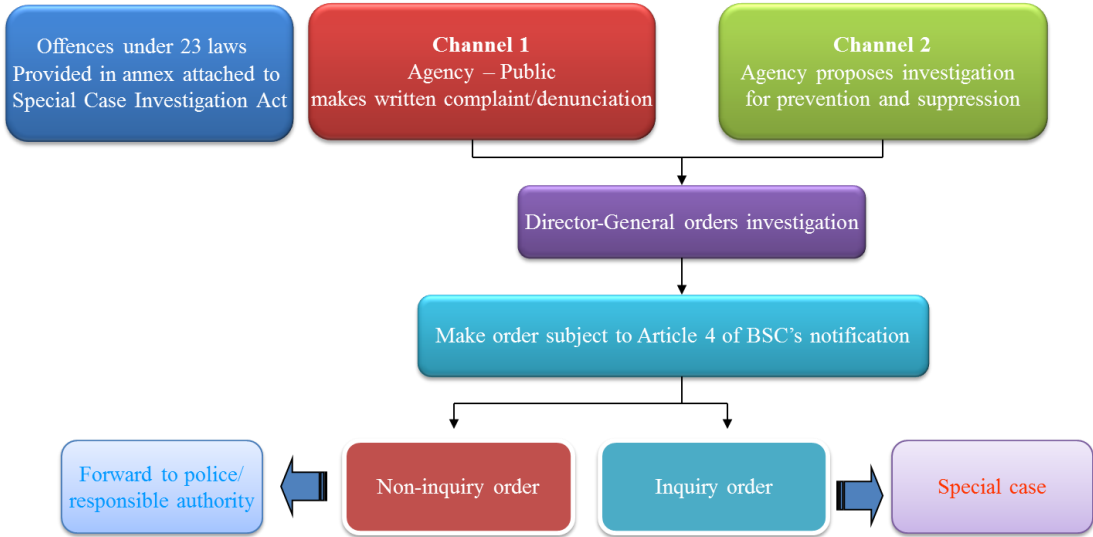 Offences under 23 laws
Provided in annex attached to
Special Case Investigation Act
Channel 1
Agency – Public
makes written complaint/denunciation
Channel 2
Agency proposes investigation
for prevention and suppression
Director-General orders investigation
Make order subject to Article 4 of BSC’s notification
Forward to police/
responsible authority
Non-inquiry order
Inquiry order
Special case